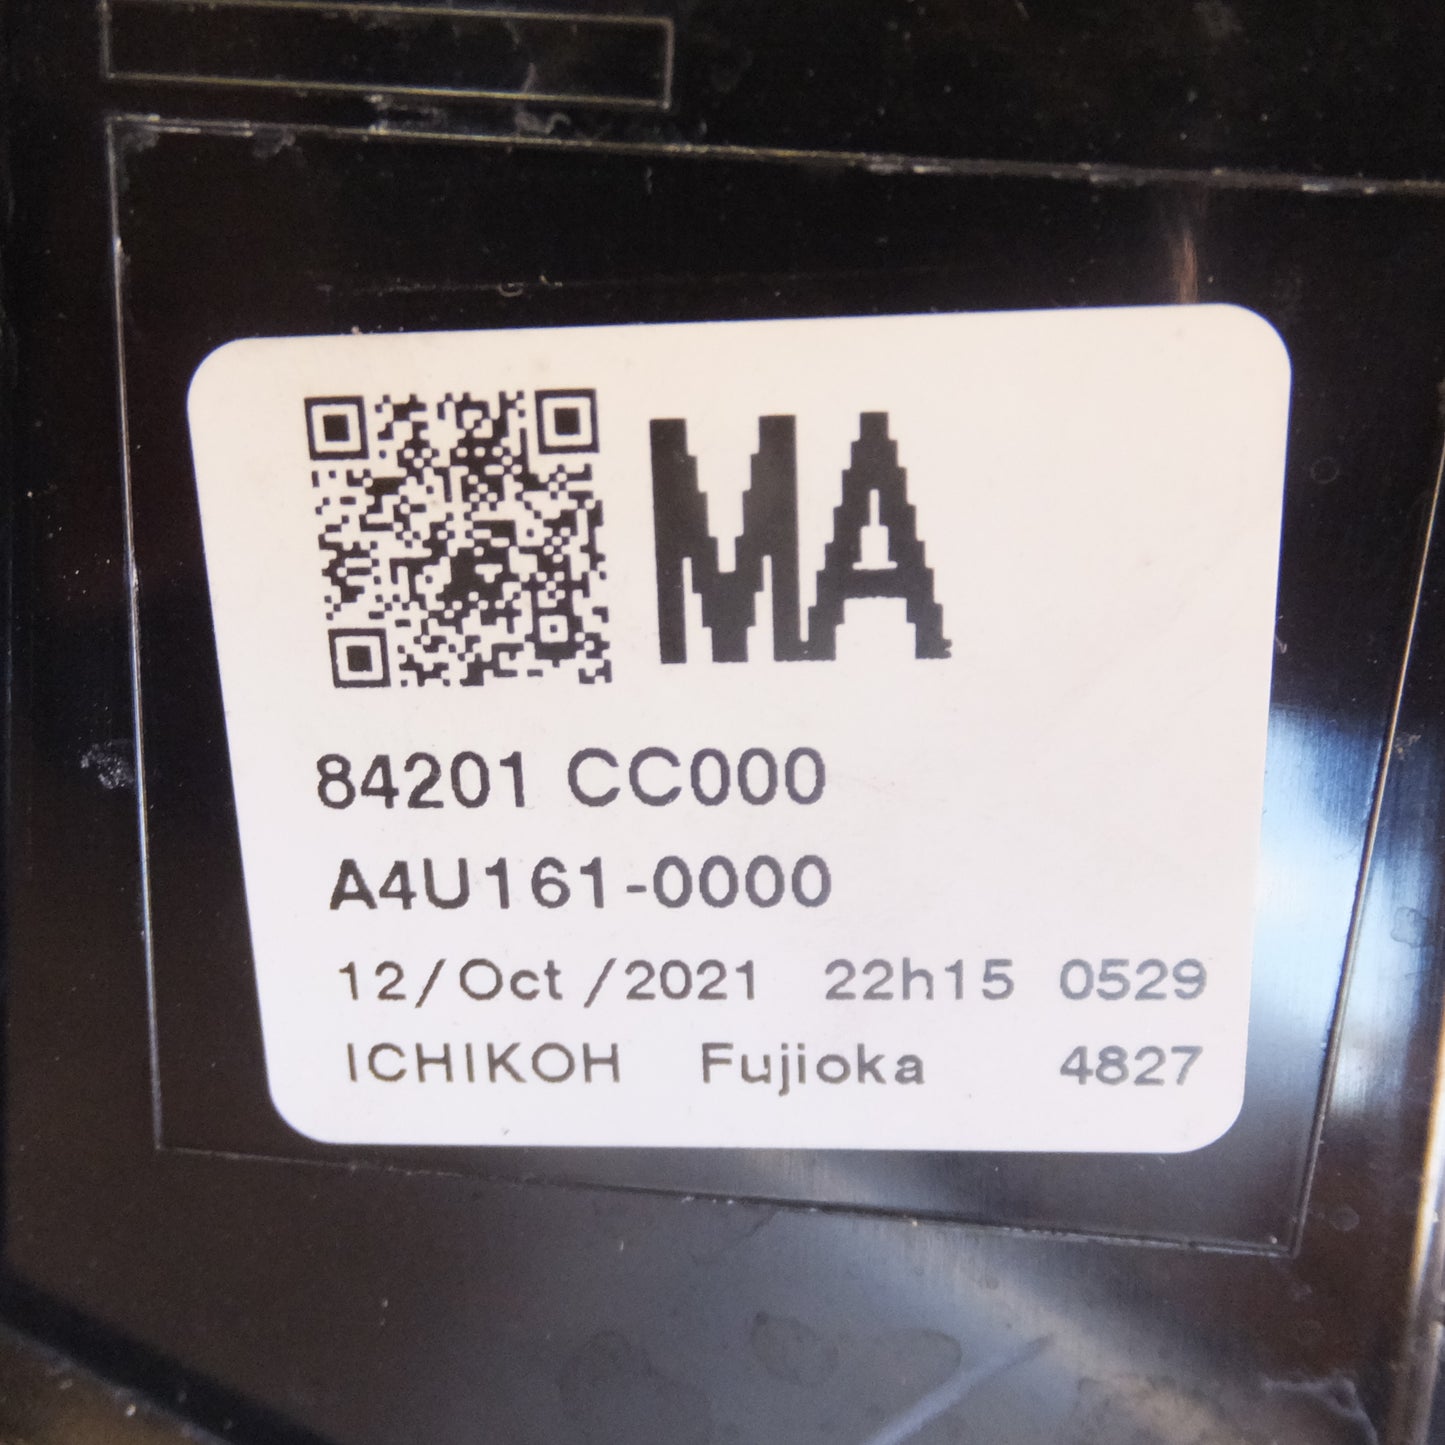 MA
84201 CC000
A4U161-0000
12/Oct/2021 22h15 0529
ICHIKOH Fujioka 4827